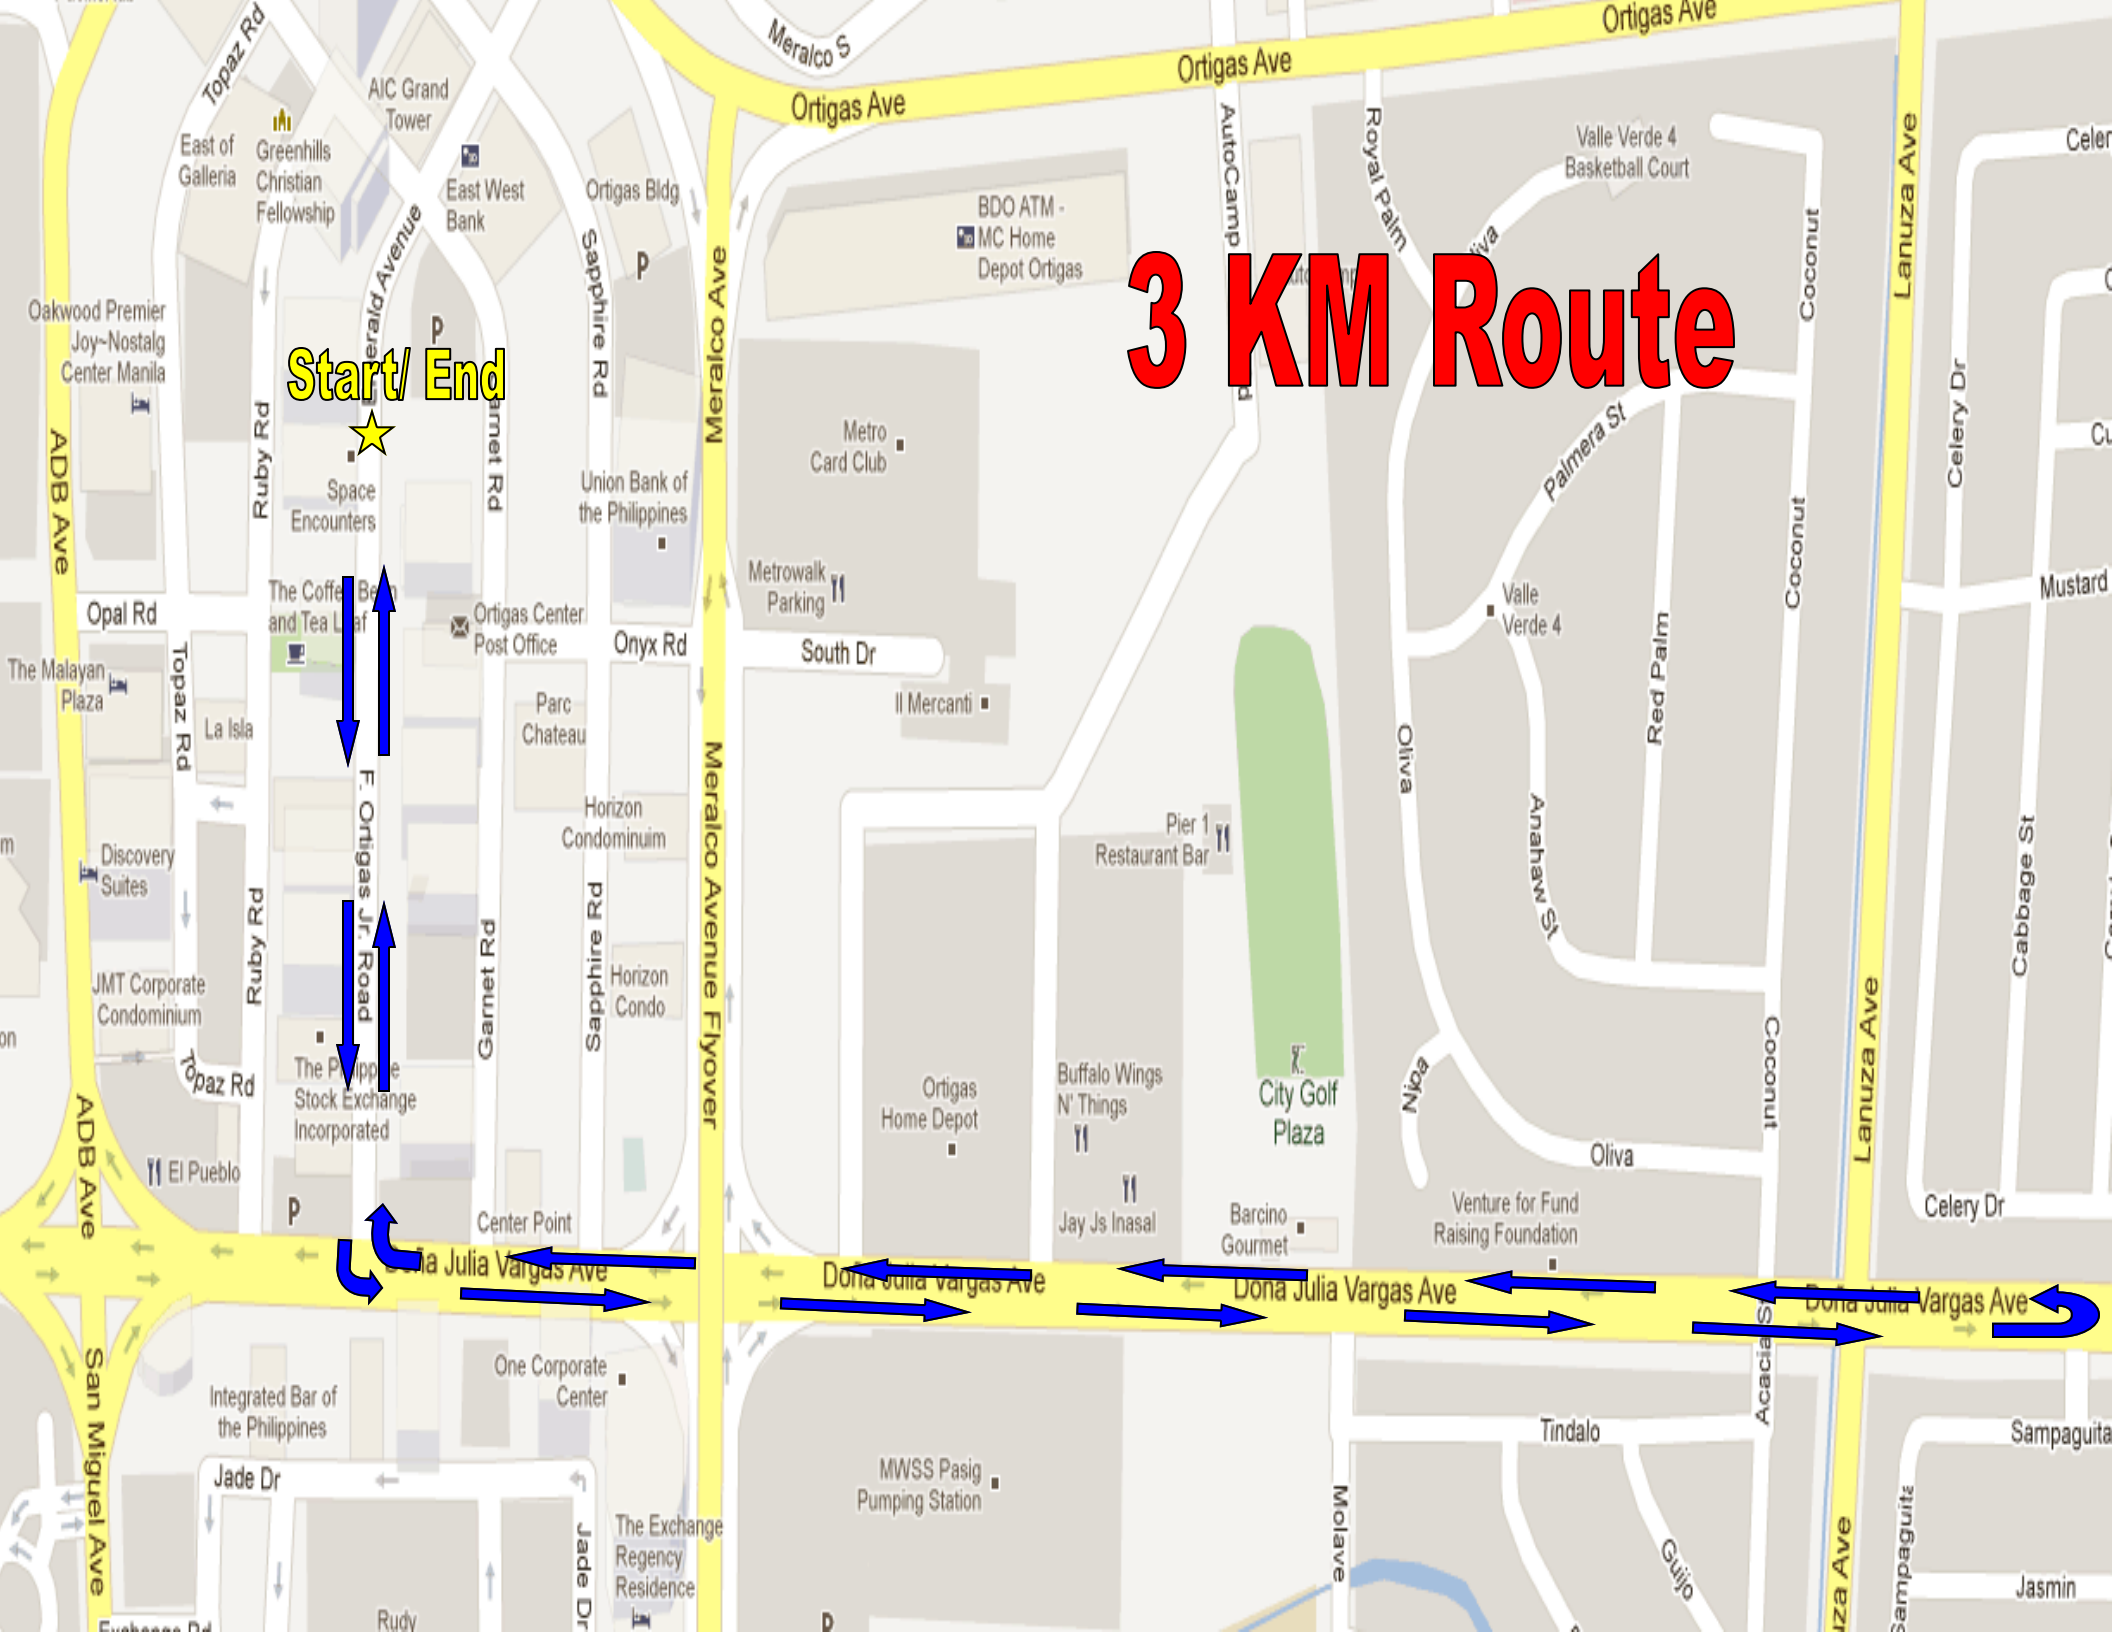 Topaz Rd
Meralco S
Ortigas Ave
Ortigas Ave
Ortigas Ave
AIC Grand
Tower
East of
Galleria
Greenhills
Christian
Fellowship
East West
Bank
Ortigas Bldg
P
BDO ATM -
MC Home
Depot Ortigas
AutoCamp
Royal Palm
Valle Verde 4
Basketball Court
Coconut
Lanuza Ave
3 KM Route
Oakwood Premier
Joy~Nostalg
Center Manila
Emerald Avenue
P
Start/ End
Sapphire Rd
Meralco Ave
ADB Ave
Ruby Rd
Garnet Rd
Space
Encounters
Union Bank of
the Philippines
Metro
Card Club
Palmera St
Celery Dr
Coconut
Metrowalk
Parking
Opal Rd
The Coffee Bean
and Tea Leaf
Ortigas Center
Post Office
Onyx Rd
South Dr
Valle
Verde 4
Mustard
The Malayan
Plaza
Topaz Rd
La Isla
Parc
Chateau
Il Mercanti
Oliva
Red Palm
F. Ortigas Jr. Road
Meralco Avenue Flyover
Horizon
Condominuim
Pier 1
Restaurant Bar
Anahaw St
Cabbage St
Discovery
Suites
Ruby Rd
Garnet Rd
Sapphire Rd
Horizon
Condo
JMT Corporate
Condominium
Topaz Rd
The Philippine
Stock Exchange
Incorporated
Ortigas
Home Depot
Buffalo Wings
N' Things
City Golf
Plaza
Nipa
Coconut
Lanuza Ave
Oliva
ADB Ave
El Pueblo
P
Center Point
Jay Js Inasal
Barcino
Gourmet
Venture for Fund
Raising Foundation
Celery Dr
Doña Julia Vargas Ave
Doña Julia Vargas Ave
Doña Julia Vargas Ave
Doña Julia Vargas Ave
San Miguel Ave
Integrated Bar of
the Philippines
One Corporate
Center
Acacia St
Tindalo
Sampaguita
Jade Dr
MWSS Pasig
Pumping Station
Molave
Guijo
Sampaguita
Jasmin
The Exchange
Regency
Residence
Jade Dr
Exchange Rd
Rudy
P